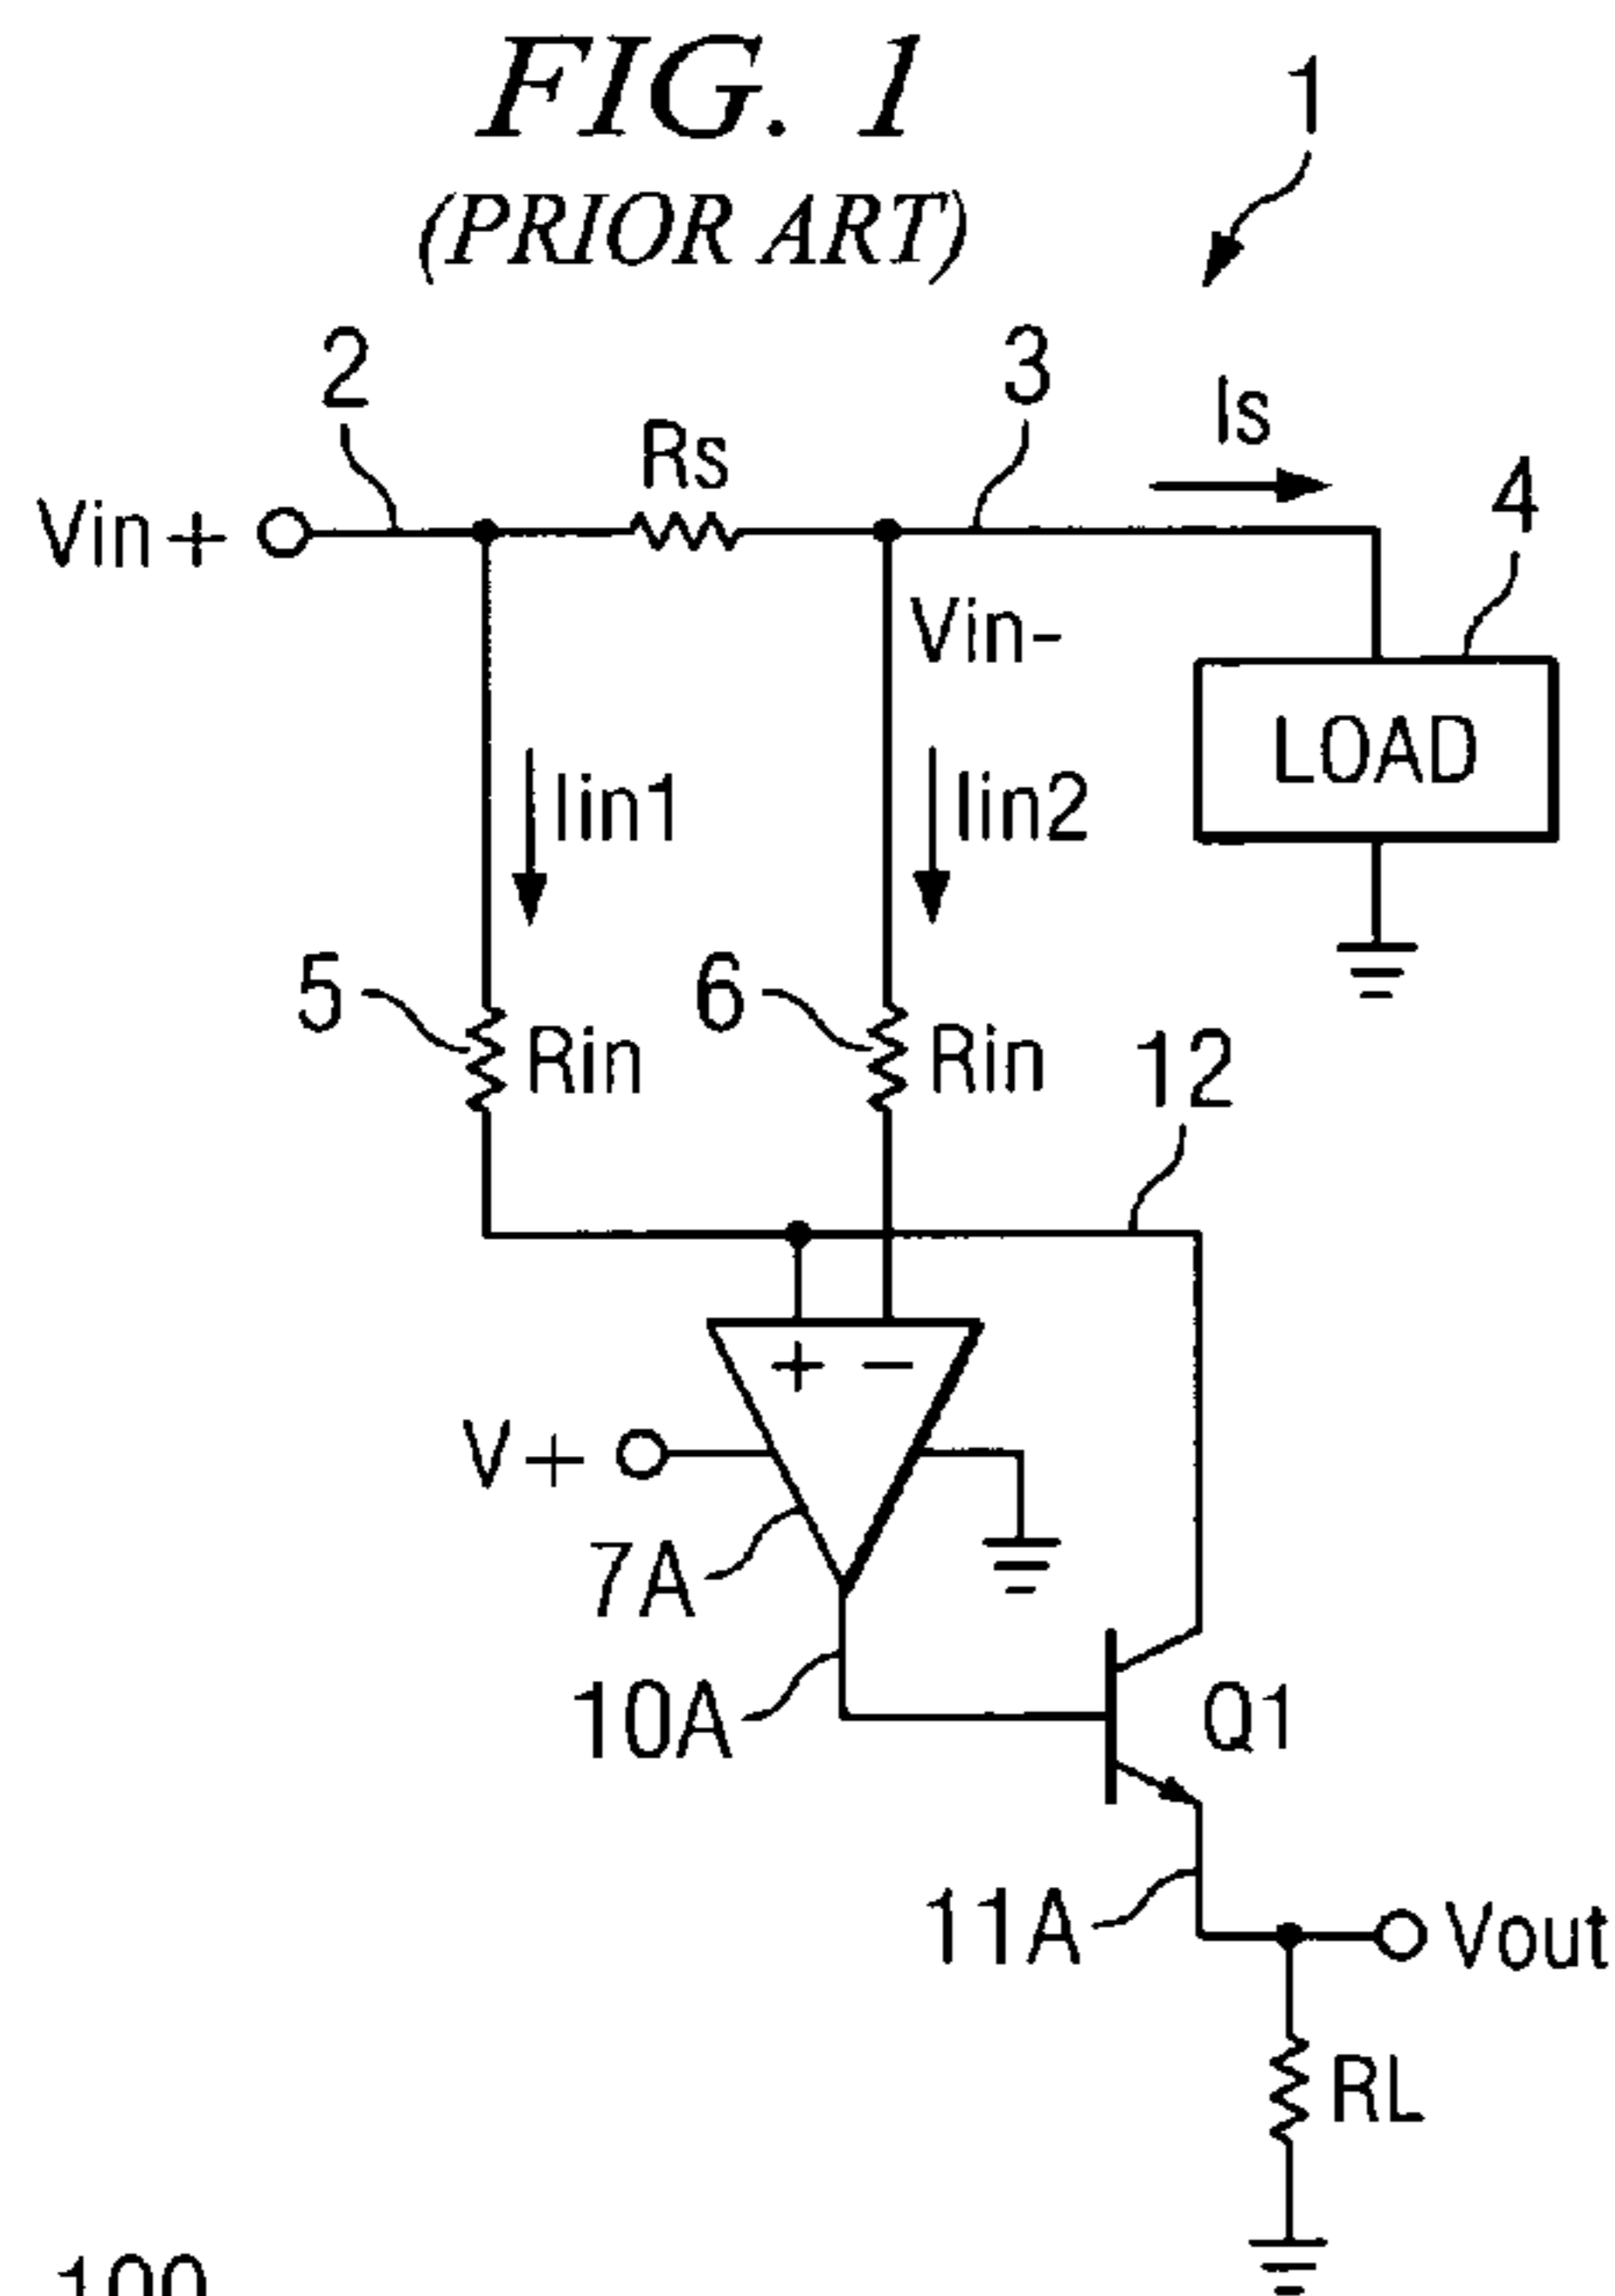 FIG. 1
(PRIOR ART)
1
2
3
Is
Rs
4
Vin+
Vin-
LOAD
Iin1
Iin2
5
Rin
6
Rin
12
+ −
V+
7A
10A
Q1
11A
Vout
RL
100